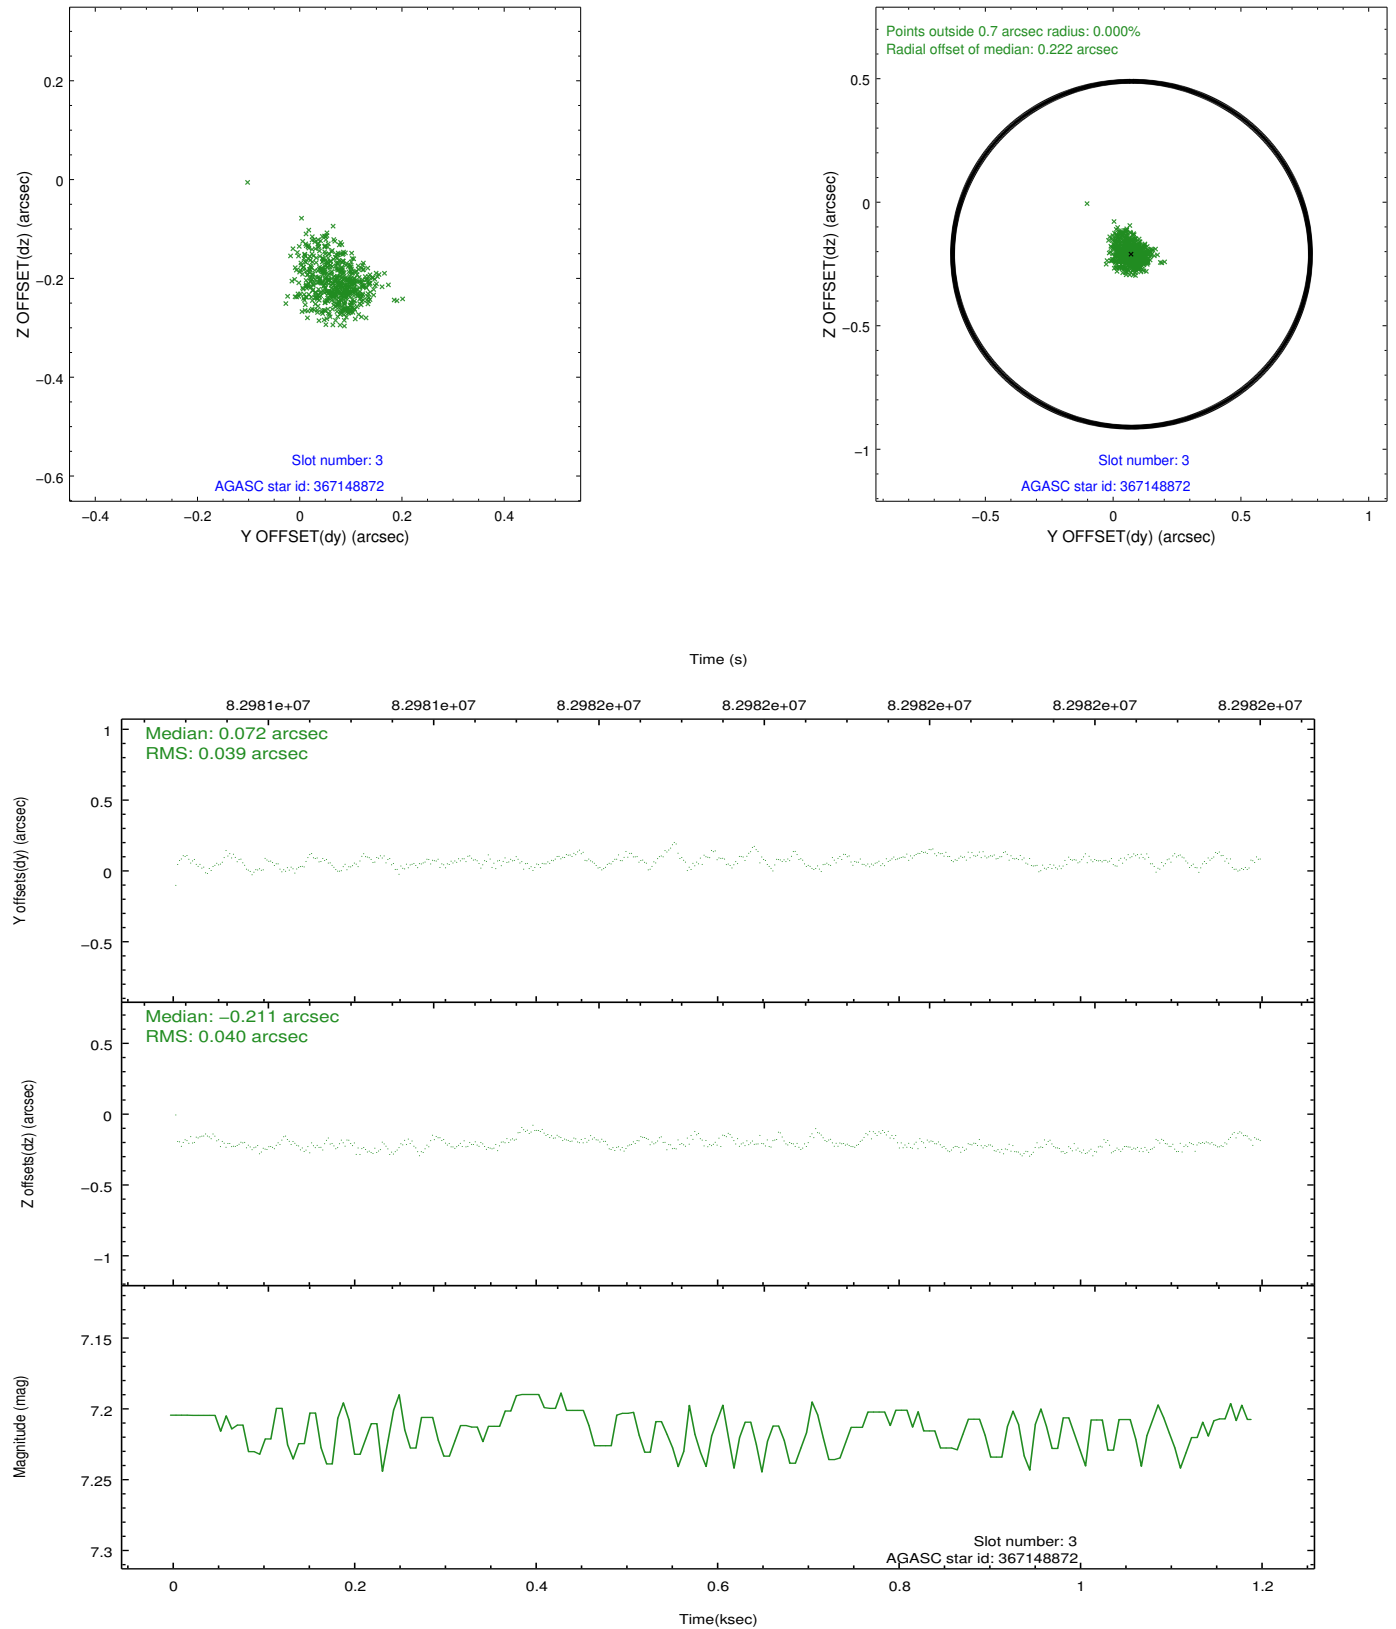 0.2
0
−0.2
−0.4
−0.6
Z OFFSET(dz) (arcsec)
Slot number: 3
AGASC star id: 367148872
−0.4 −0.2 0 0.2 0.4
Y OFFSET(dy) (arcsec)
Points outside 0.7 arcsec radius: 0.000%
Radial offset of median: 0.222 arcsec
0.5
0
−0.5
−1
Z OFFSET(dz) (arcsec)
Slot number: 3
AGASC star id: 367148872
−0.5 0 0.5 1
Y OFFSET(dy) (arcsec)
Time (s)
8.2981e+07 8.2981e+07 8.2982e+07 8.2982e+07 8.2982e+07 8.2982e+07 8.2982e+07
Median: 0.072 arcsec
RMS: 0.039 arcsec
1
0.5
0
−0.5
Y offsets(dy) (arcsec)
Median: −0.211 arcsec
RMS: 0.040 arcsec
0.5
0
−0.5
−1
Z offsets(dz) (arcsec)
7.15
7.2
7.25
7.3
Magnitude (mag)
Slot number: 3
AGASC star id: 367148872
0 0.2 0.4 0.6 0.8 1 1.2
Time(ksec)